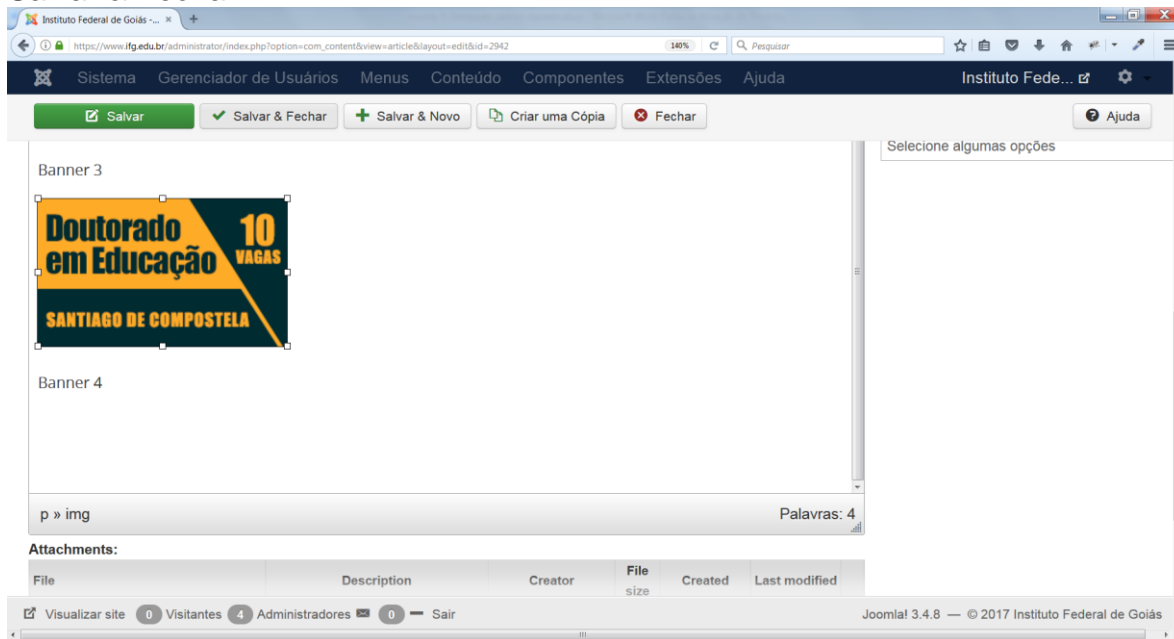 Instituto Federal de Goiás -...
https://www.ifg.edu.br/administrator/index.php?option=com_content&view=article&layout=edit&id=2942 140% Pesquisar
Sistema Gerenciador de Usuários Menus Conteúdo Componentes Extensões Ajuda Instituto Fede...
Salvar Salvar & Fechar Salvar & Novo Criar uma Cópia Fechar Ajuda
Selecione algumas opções
Banner 3
Doutorado 10
em Educação VAGAS
SANTIAGO DE COMPOSTELA
Banner 4
p » img Palavras: 4
Attachments:
File Description Creator File size Created Last modified
Visualizar site 0 Visitantes 4 Administradores 0 Sair Joomla! 3.4.8 — © 2017 Instituto Federal de Goiás